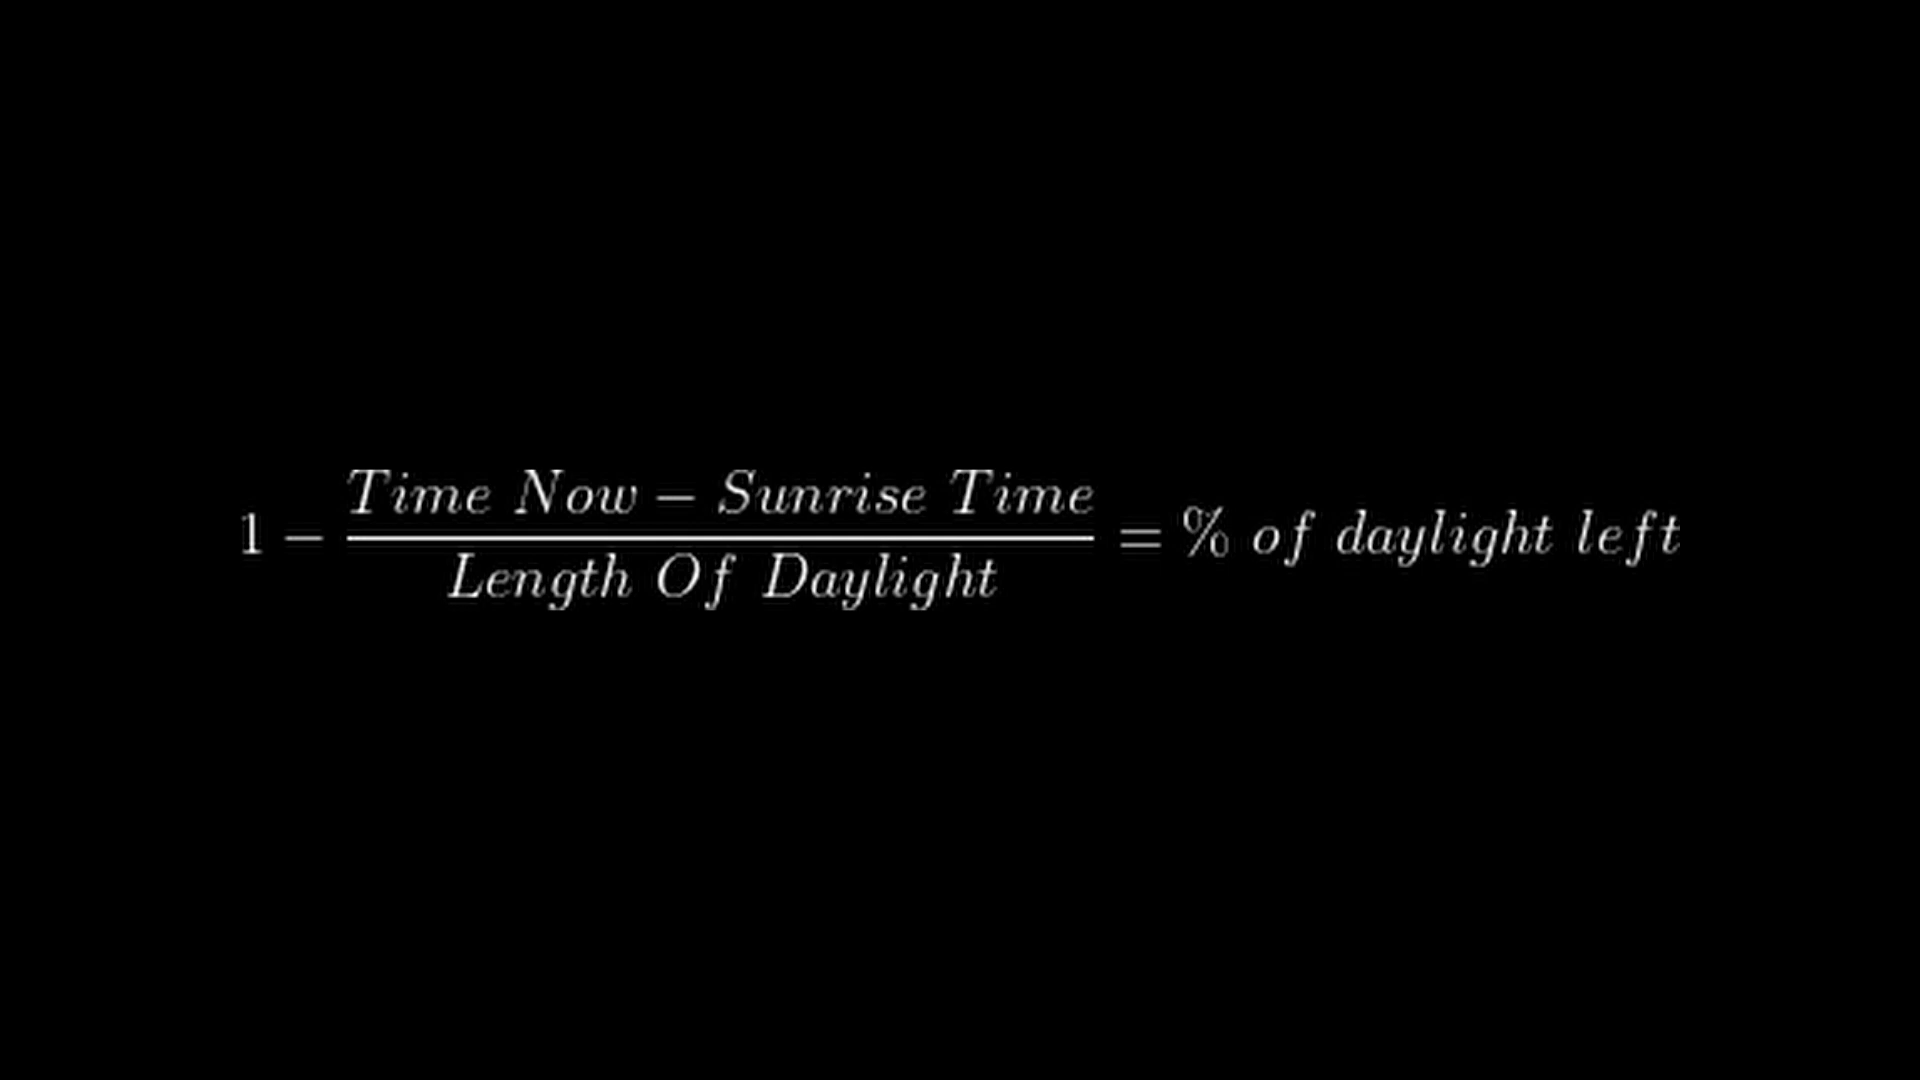 1 − Time Now − Sunrise Time / Length Of Daylight = % of daylight left